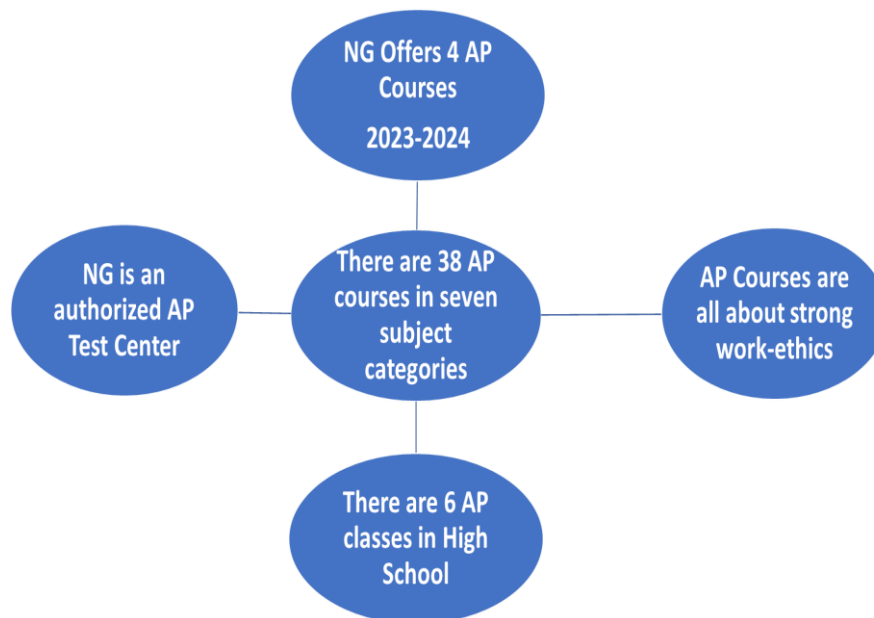 NG Offers 4 AP
Courses
2023-2024
NG is an
authorized AP
Test Center
There are 38 AP
courses in seven
subject
categories
AP Courses are
all about strong
work-ethics
There are 6 AP
classes in High
School